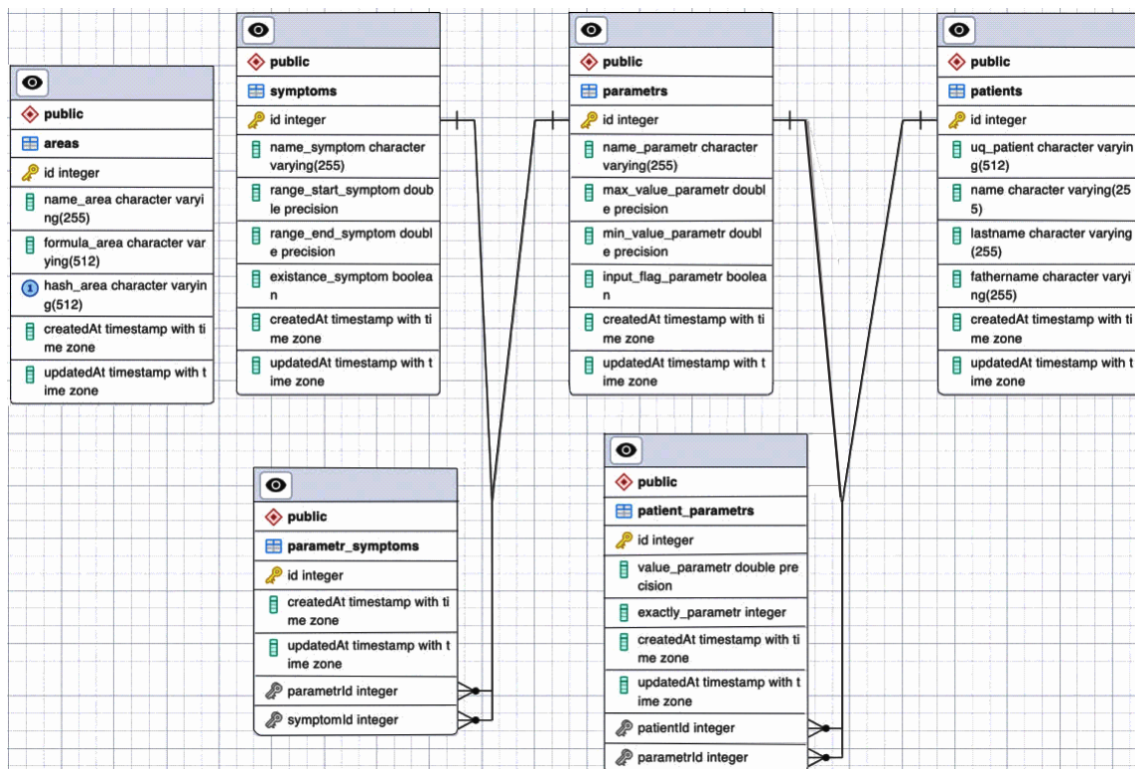 public
areas
id integer
name_area character varyi
ng(255)
formula_area character var
ying(512)
1 hash_area character varyin
g(512)
createdAt timestamp with ti
me zone
updatedAt timestamp with t
ime zone
public
symptoms
id integer
name_symptom character
varying(255)
range_start_symptom doub
le precision
range_end_symptom doubl
e precision
existance_symptom boolea
n
createdAt timestamp with ti
me zone
updatedAt timestamp with t
ime zone
public
parametrs
id integer
name_parametr character
varying(255)
max_value_parametr doubl
e precision
min_value_parametr doubl
e precision
input_flag_parametr boolea
n
createdAt timestamp with ti
me zone
updatedAt timestamp with t
ime zone
public
patients
id integer
uq_patient character varyin
g(512)
name character varying(25
5)
lastname character varying
(255)
fathername character varyi
ng(255)
createdAt timestamp with ti
me zone
updatedAt timestamp with t
ime zone
public
parametr_symptoms
id integer
createdAt timestamp with ti
me zone
updatedAt timestamp with t
ime zone
parametrId integer
symptomId integer
public
patient_parametrs
id integer
value_parametr double pre
cision
exactly_parametr integer
createdAt timestamp with ti
me zone
updatedAt timestamp with t
ime zone
patientId integer
parametrId integer